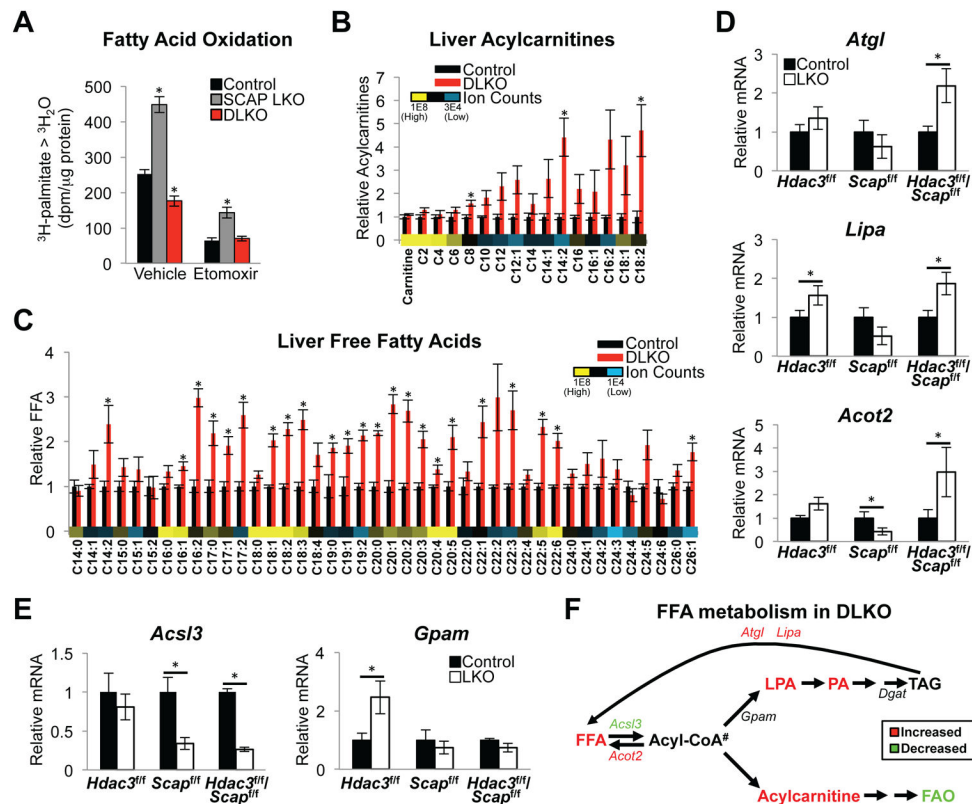 A
Fatty Acid Oxidation
Control
SCAP LKO
DLKO
³H-palmitate > ³H₂O
(dpm/µg protein)
500
400
300
200
100
0
*
*
*
Vehicle
Etomoxir
B
Liver Acylcarnitines
Control
DLKO
Ion Counts
1E8
(High)
3E4
(Low)
Relative Acylcarnitines
7
6
5
4
3
2
1
0
*
*
*
Carnitine
C2
C4
C6
C8
C10
C12
C12:1
C14
C14:1
C14:2
C16
C16:1
C16:2
C18:1
C18:2
C
Liver Free Fatty Acids
Control
DLKO
Ion Counts
1E8
(High)
1E4
(Low)
Relative FFA
4
3
2
1
0
* * * * * * * * * * * * * * * * * * * * * * *
C14:0
C14:1
C14:2
C15:0
C15:1
C15:2
C16:0
C16:1
C16:2
C17:0
C17:1
C17:2
C18:0
C18:1
C18:2
C18:3
C18:4
C19:0
C19:1
C19:2
C20:0
C20:1
C20:2
C20:3
C20:4
C20:5
C22:0
C22:1
C22:2
C22:3
C22:4
C22:5
C22:6
C24:0
C24:1
C24:2
C24:3
C24:4
C24:5
C24:6
C26:0
C26:1
D
Atgl
Control
LKO
Relative mRNA
3
2
1
0
*
Hdac3f/f
Scapf/f
Hdac3f/f/
Scapf/f
Lipa
Relative mRNA
3
2
1
0
*
*
Hdac3f/f
Scapf/f
Hdac3f/f/
Scapf/f
Acot2
Relative mRNA
5
4
3
2
1
0
*
*
Hdac3f/f
Scapf/f
Hdac3f/f/
Scapf/f
E
Acsl3
Relative mRNA
1.5
1
0.5
0
*
*
Hdac3f/f
Scapf/f
Hdac3f/f/
Scapf/f
Gpam
Control
LKO
Relative mRNA
4
2
0
*
Hdac3f/f
Scapf/f
Hdac3f/f/
Scapf/f
F
FFA metabolism in DLKO
Atgl Lipa
LPA PA TAG
Dgat
Gpam
Acsl3
FFA Acyl-CoA#
Acot2
Increased
Decreased
Acylcarnitine FAO